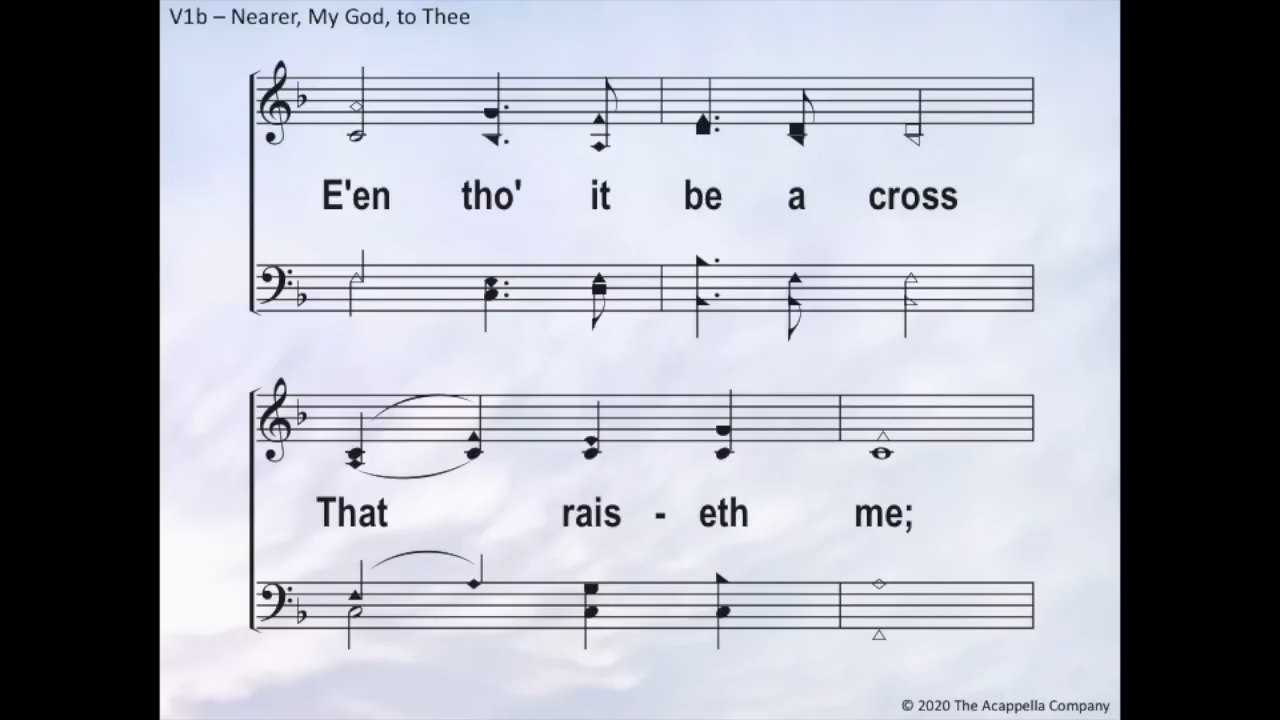 V1b – Nearer, My God, to Thee
E'en tho' it be a cross
That rais - eth me;
© 2020 The Acappella Company